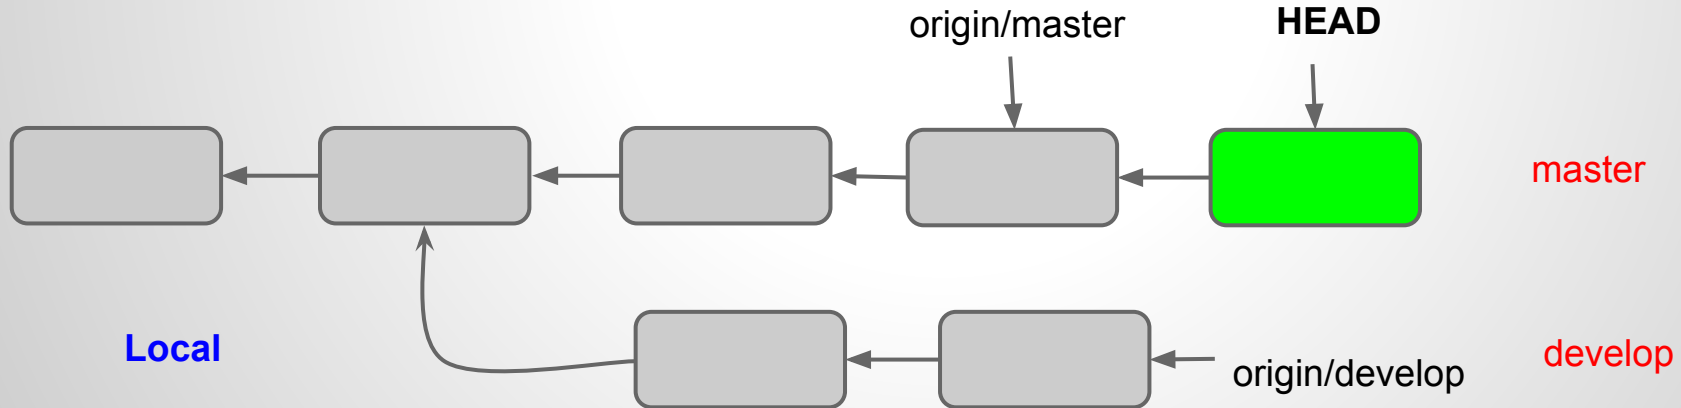 origin/master
HEAD
master
Local
origin/develop
develop